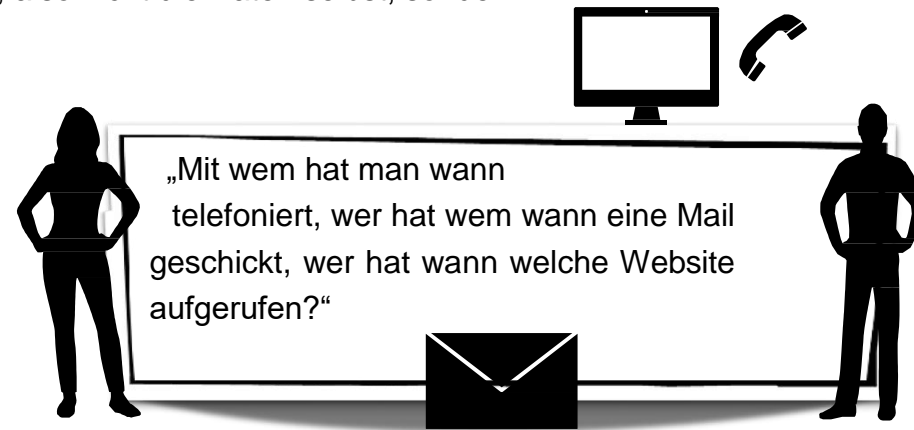 „Mit wem hat man wann
telefoniert, wer hat wem wann eine Mail
geschickt, wer hat wann welche Website
aufgerufen?“